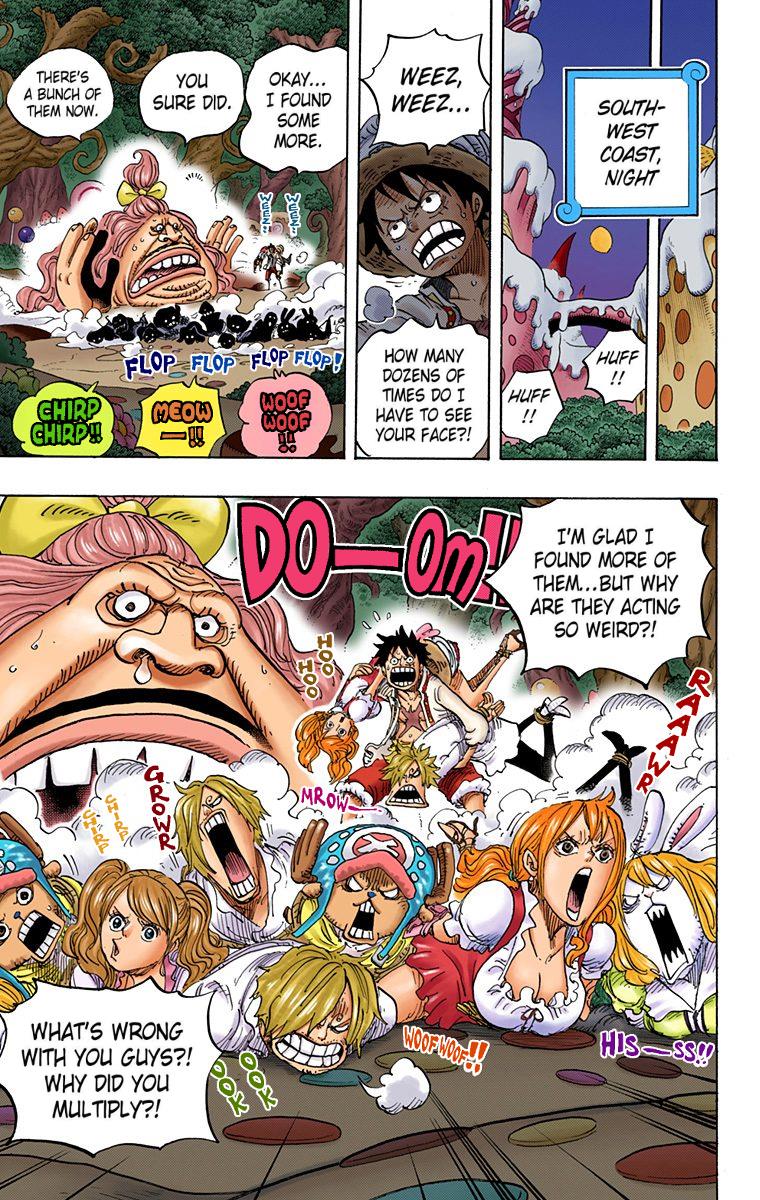 SOUTH-
WEST
COAST,
NIGHT
HUFF
!!
HUFF
!!
WEEZ,
WEEZ...
HOW MANY
DOZENS OF
TIMES DO I
HAVE TO SEE
YOUR FACE?!
OKAY...
I FOUND
SOME
MORE.
YOU
SURE DID.
THERE'S
A BUNCH OF
THEM NOW.
WEEZ!
WEEZ!
FLOP FLOP FLOP FLOP!
WOOF
WOOF
!!
MEOW
—!!
CHIRP
CHIRP!!
I'M GLAD I
FOUND MORE OF
THEM...BUT WHY
ARE THEY ACTING
SO WEIRD?!
DO—OM!!
HOO
HOO
RAAAWR
MROW—
GROWR
CHIRP
CHIRP
WHAT'S WRONG
WITH YOU GUYS?!
WHY DID YOU
MULTIPLY?!
OOK
OOK
WOOF WOOF!!
HIS—SS!!